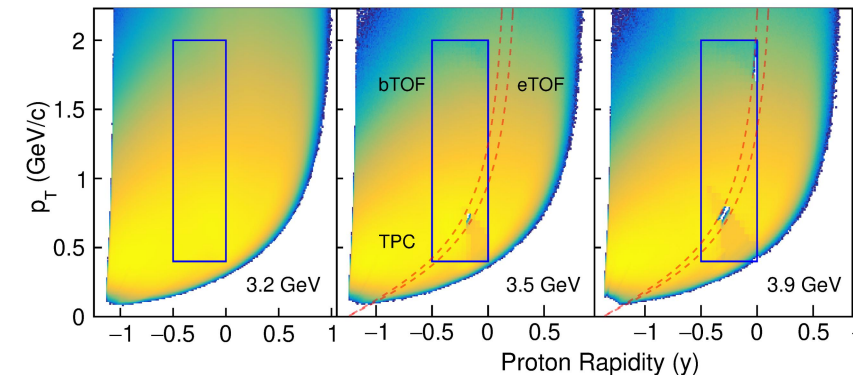 2
1.5
1
0.5
0
p_T (GeV/c)
bTOF eTOF
TPC
3.2 GeV 3.5 GeV 3.9 GeV
−1 −0.5 0 0.5 1 −1 −0.5 0 0.5 −1 −0.5 0 0.5
Proton Rapidity (y)